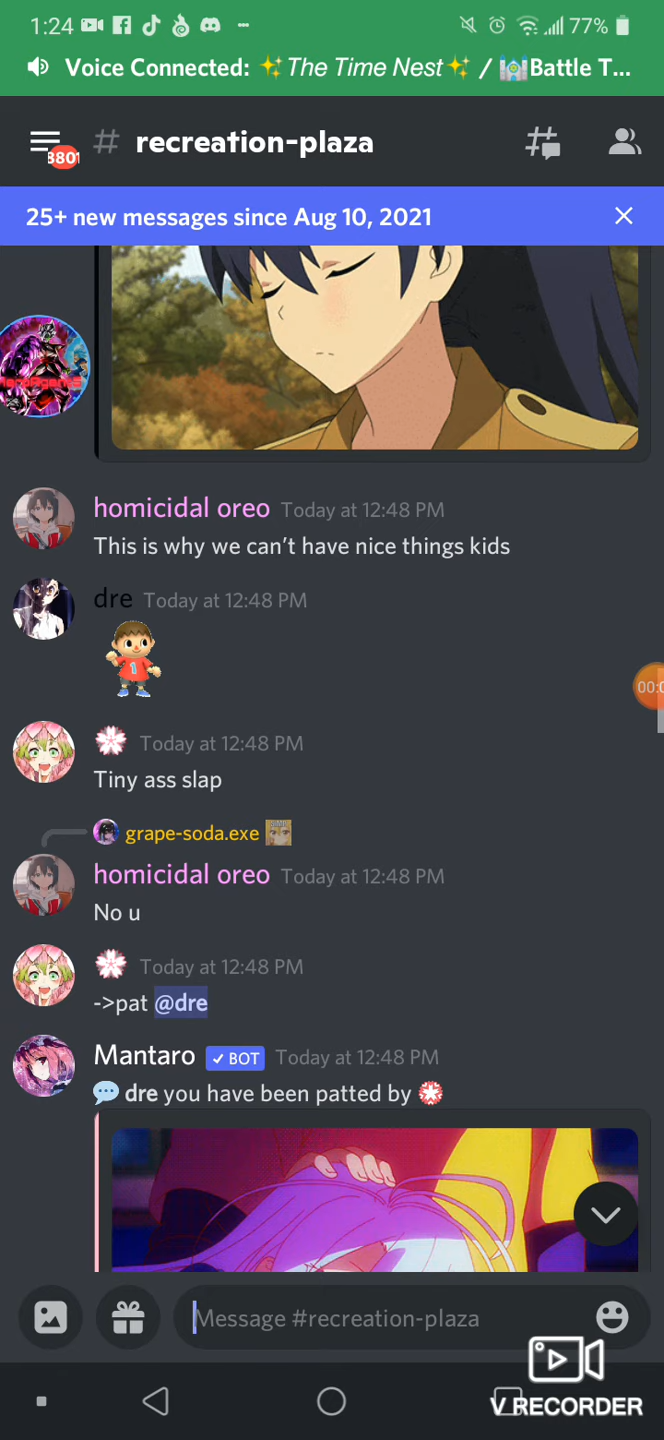 1:24 77%
Voice Connected: ✨The Time Nest✨ / 🏰Battle T...
3801
# recreation-plaza
25+ new messages since Aug 10, 2021
homicidal oreo Today at 12:48 PM
This is why we can’t have nice things kids
dre Today at 12:48 PM
1
00:0
🌸 Today at 12:48 PM
Tiny ass slap
grape-soda.exe
homicidal oreo Today at 12:48 PM
No u
🌸 Today at 12:48 PM
->pat @dre
Mantaro ✓ BOT Today at 12:48 PM
💬 dre you have been patted by 💮
Message #recreation-plaza
V RECORDER